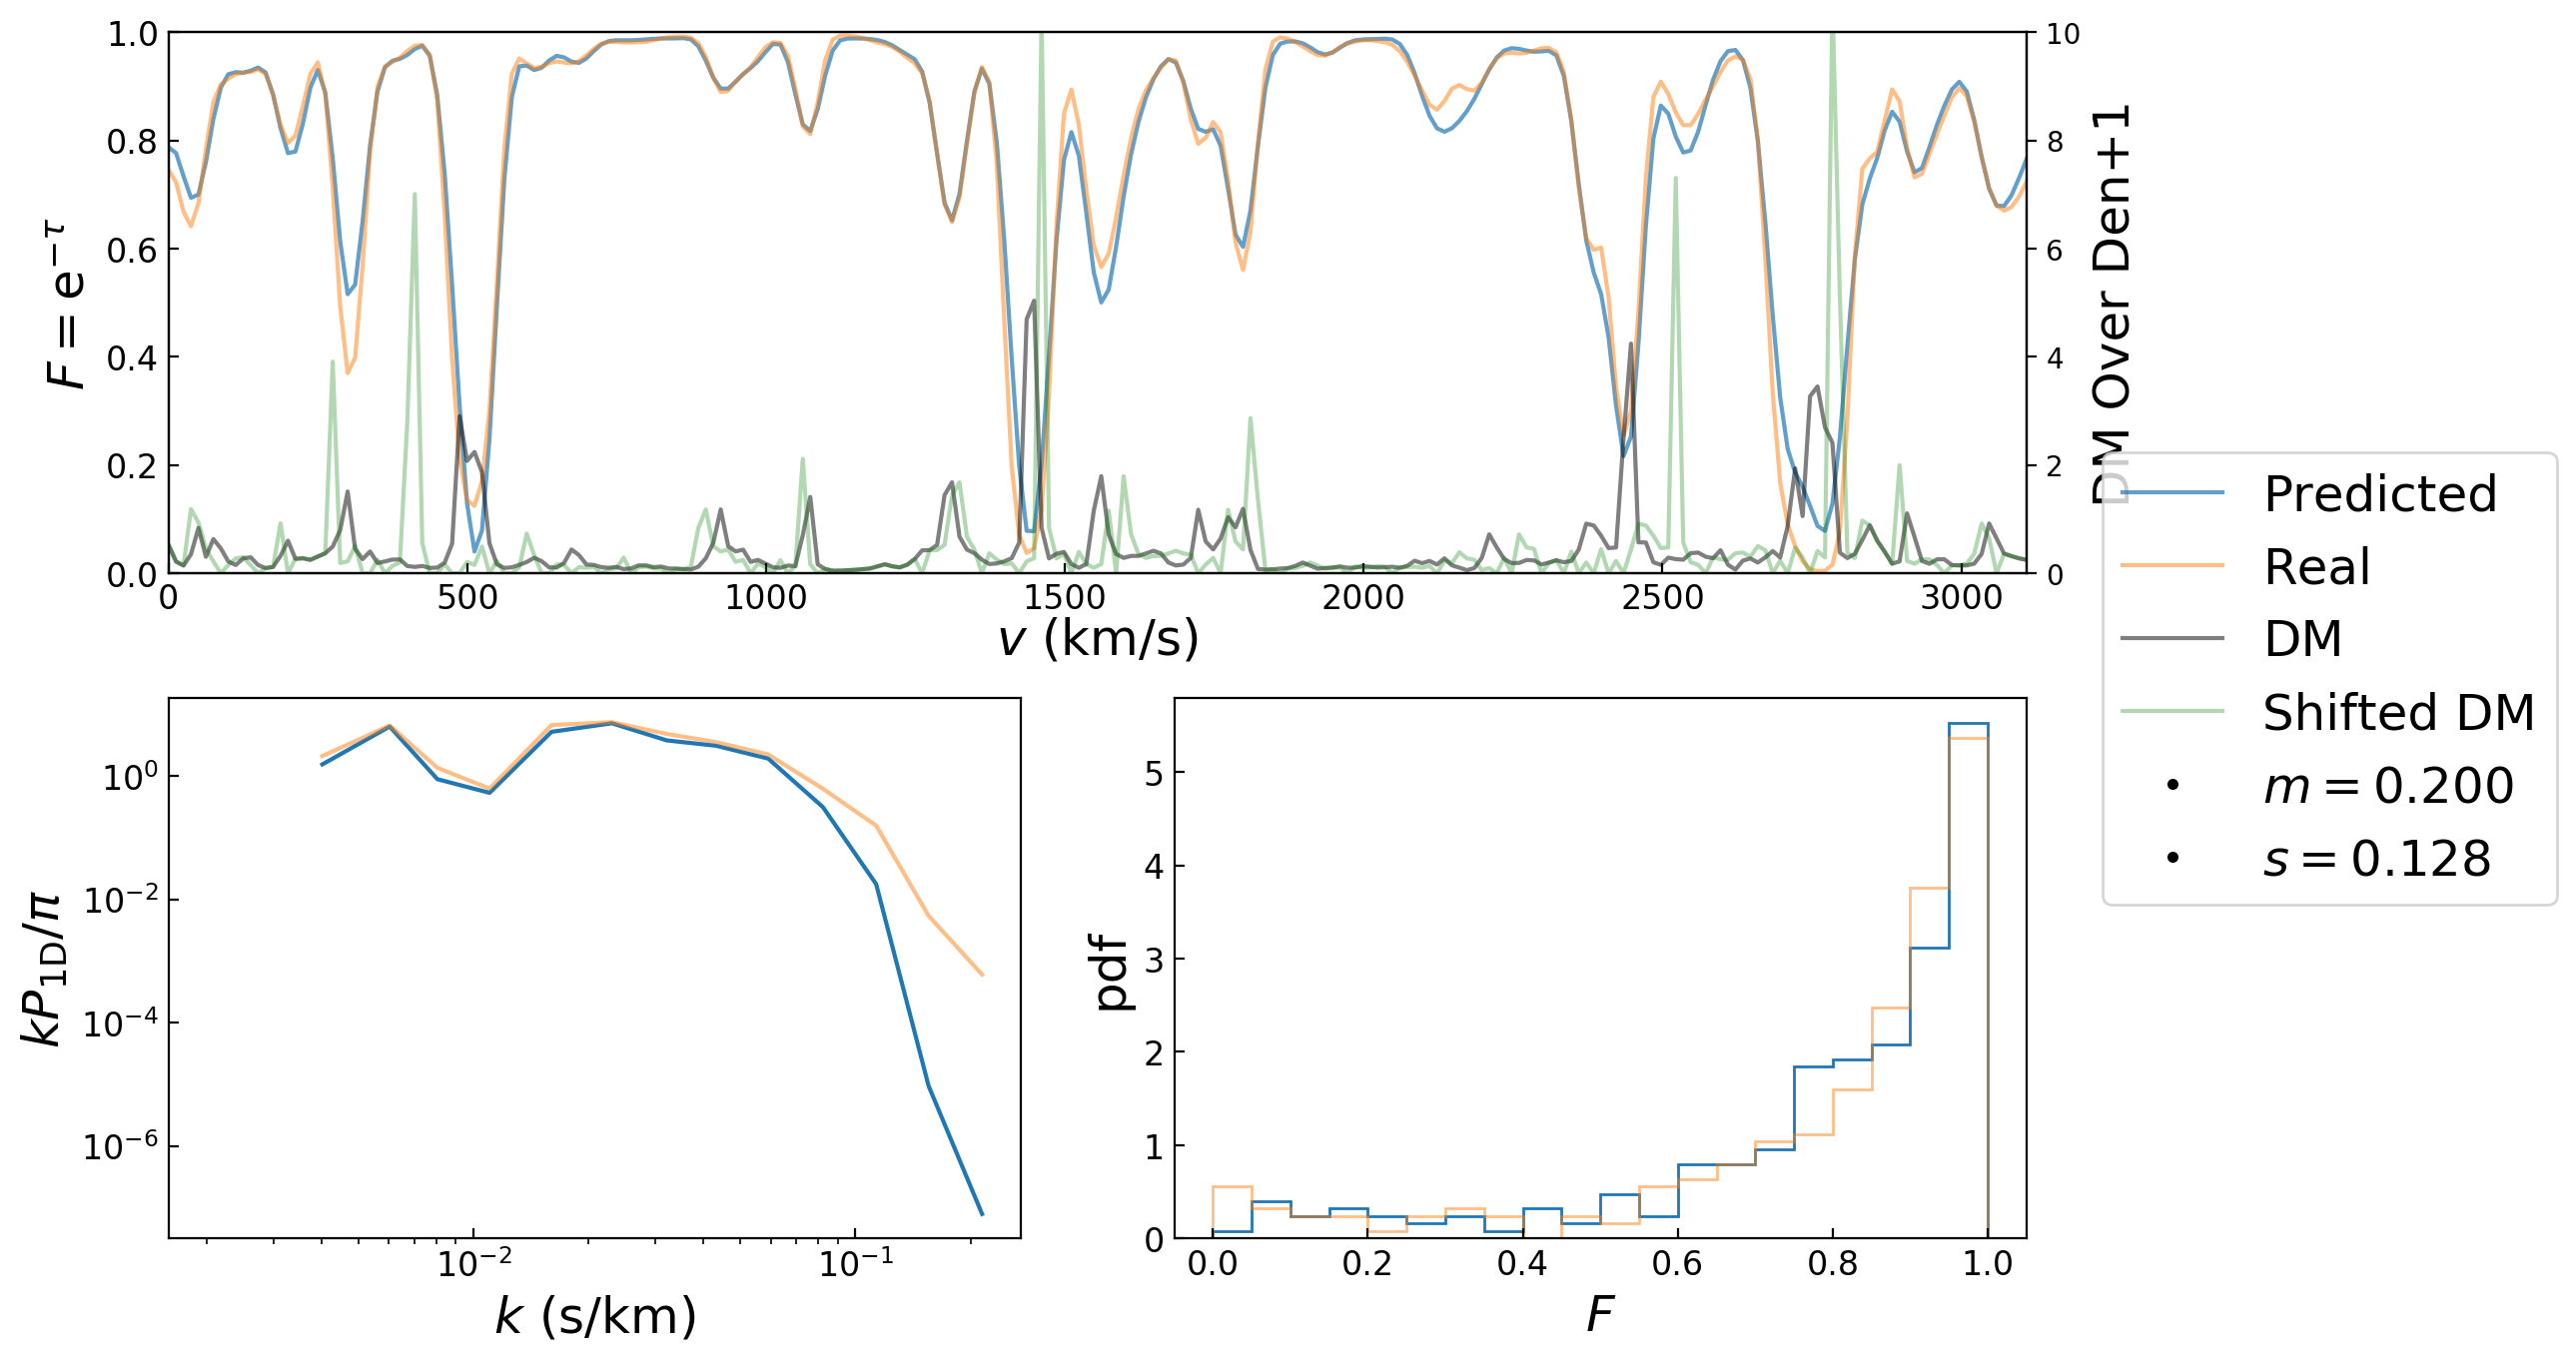 1.0
0.8
0.6
0.4
0.2
0.0
F = e^{−τ}
10
8
6
4
2
0
DM Over Den+1
0 500 1000 1500 2000 2500 3000
v (km/s)
Predicted
Real
DM
Shifted DM
m = 0.200
s = 0.128
10^0
10^{−2}
10^{−4}
10^{−6}
kP_{1D}/π
10^{−2} 10^{−1}
k (s/km)
5
4
3
2
1
0
pdf
0.0 0.2 0.4 0.6 0.8 1.0
F